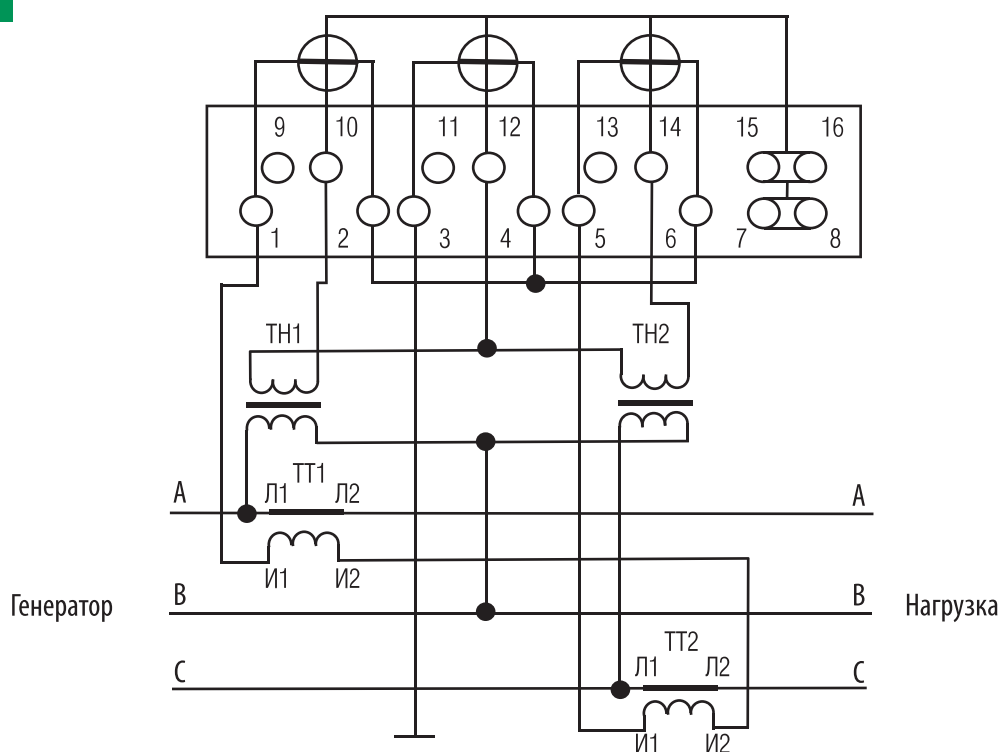 9 10 11 12 13 14 15 16
1 2 3 4 5 6 7 8
ТН1 ТН2
ТТ1
А Л1 Л2 А
И1 И2
Генератор В В Нагрузка
ТТ2
С Л1 Л2 С
И1 И2